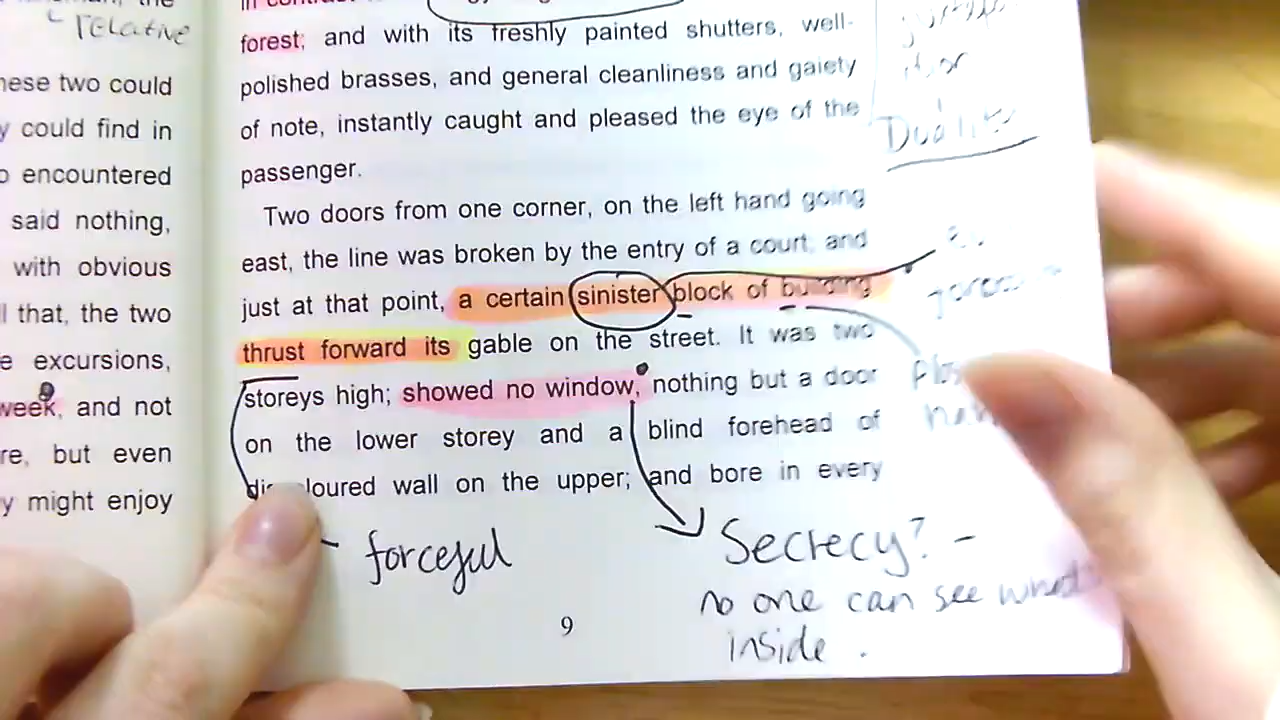 relative
these two could
could find in
encountered
said nothing,
with obvious
that, the two
excursions,
week, and not
but even
might enjoy
forest; and with its freshly painted shutters, well-
polished brasses, and general cleanliness and gaiety
of note, instantly caught and pleased the eye of the
passenger.
Two doors from one corner, on the left hand going
east, the line was broken by the entry of a court; and
just at that point, a certain sinister block of building
thrust forward its gable on the street. It was two
storeys high; showed no window, nothing but a door
on the lower storey and a blind forehead of
discoloured wall on the upper; and bore in every
forceful
Secrecy? -
no one can see what
inside.
9
Duality